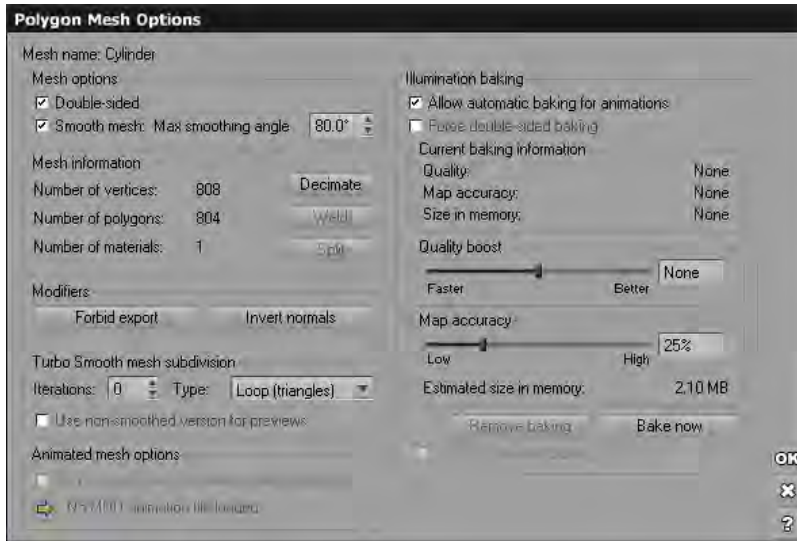 Polygon Mesh Options
Mesh name: Cylinder
Mesh options
Double-sided
Smooth mesh: Max smoothing angle 80.0°
Mesh information
Number of vertices: 808 Decimate
Number of polygons: 804 Weld
Number of materials: 1 Split
Modifiers
Forbid export Invert normals
Turbo Smooth mesh subdivision
Iterations: 0 Type: Loop (triangles)
Use non-smoothed version for previews
Animated mesh options
animation
Illumination baking
Allow automatic baking for animations
Force double-sided baking
Current baking information
Quality: None
Map accuracy: None
Size in memory: None
Quality boost
None
Faster Better
Map accuracy
25%
Low High
Estimated size in memory: 2.10 MB
Remove baking Bake now
OK
?